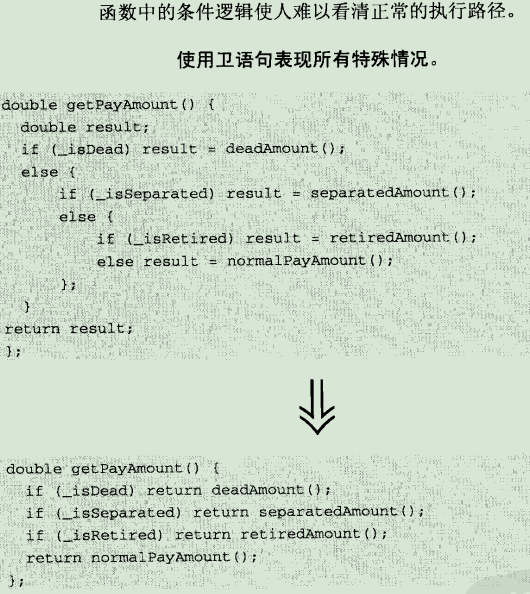 函数中的条件逻辑使人难以看清正常的执行路径。
使用卫语句表现所有特殊情况。
double getPayAmount() {
  double result;
  if (_isDead) result = deadAmount();
  else {
      if (_isSeparated) result = separatedAmount();
      else {
          if (_isRetired) result = retiredAmount();
          else result = normalPayAmount();
      };
  }
return result;
};
double getPayAmount() {
  if (_isDead) return deadAmount();
  if (_isSeparated) return separatedAmount();
  if (_isRetired) return retiredAmount();
  return normalPayAmount();
};